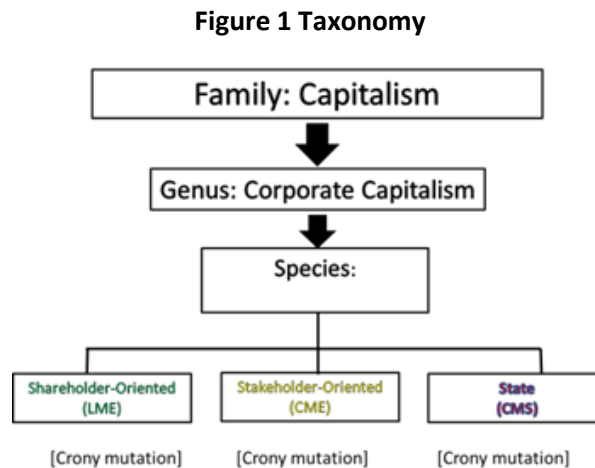 Figure 1 Taxonomy
Family: Capitalism
Genus: Corporate Capitalism
Species:
Shareholder-Oriented
(LME)
Stakeholder-Oriented
(CME)
State
(CMS)
[Crony mutation]
[Crony mutation]
[Crony mutation]